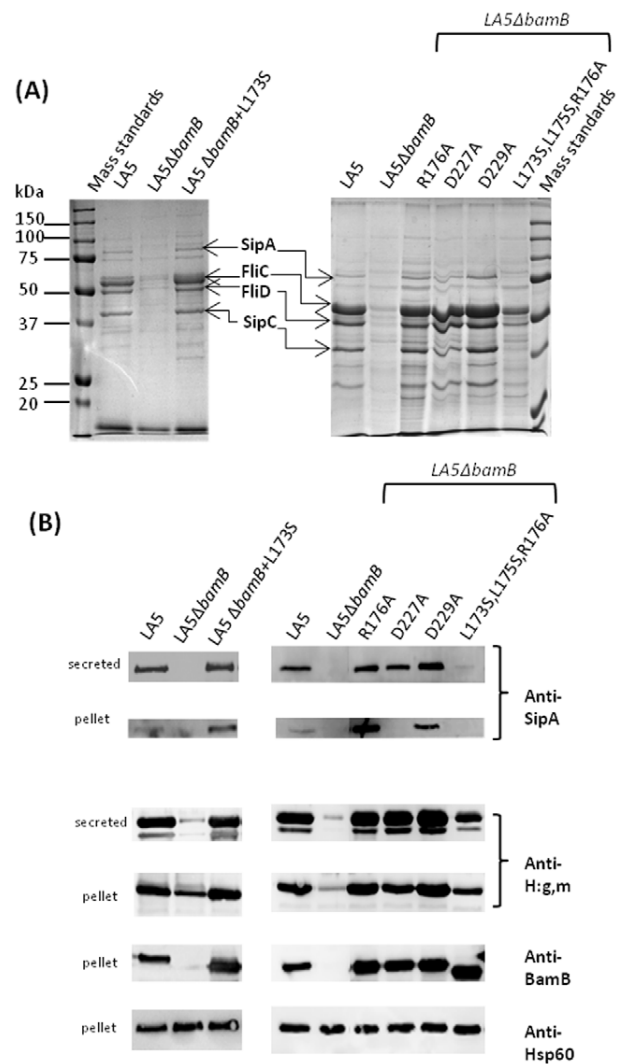 LA5ΔbamB
(A)
Mass standards
LA5
LA5ΔbamB
LA5 ΔbamB+L173S
LA5
LA5ΔbamB
R176A
D227A
D229A
L173S,L175S,R176A
Mass standards
kDa
150
100
75
50
37
25
20
SipA
FliC
FliD
SipC
LA5ΔbamB
(B)
LA5
LA5ΔbamB
LA5 ΔbamB+L173S
LA5
LA5ΔbamB
R176A
D227A
D229A
L173S,L175S,R176A
secreted
pellet
Anti-
SipA
secreted
pellet
Anti-
H:g,m
pellet
Anti-
BamB
pellet
Anti-
Hsp60